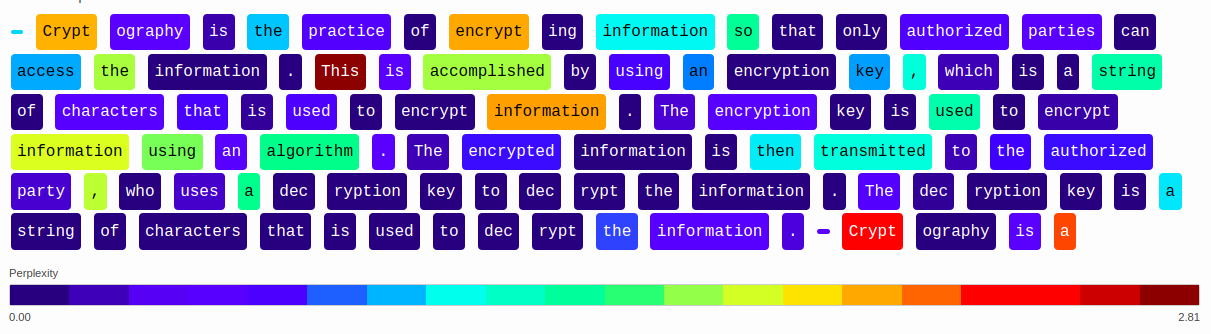 – Crypt ography is the practice of encrypt ing information so that only authorized parties can
access the information . This is accomplished by using an encryption key , which is a string
of characters that is used to encrypt information . The encryption key is used to encrypt
information using an algorithm . The encrypted information is then transmitted to the authorized
party , who uses a dec ryption key to dec rypt the information . The dec ryption key is a
string of characters that is used to dec rypt the information . – Crypt ography is a
Perplexity
0.00 2.81